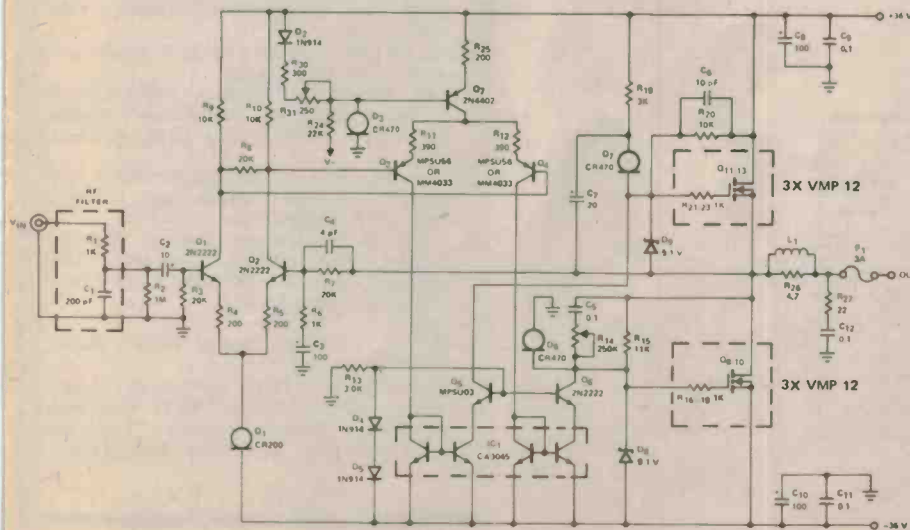 +36 V
D2
1N914
R30
300
R31
250
R24
22K
V-
D3
CR470
R25
200
Q7
2N4402
R9
10K
R10
10K
R8
20K
R11
390
R12
390
MPSU56
OR
MM4033
MPSU56
OR
MM4033
Q4
R19
3K
D7
CR470
C7
20
C6
10 pF
R20
10K
Q11-13
3X VMP 12
R21-23 1K
D9
9.1 V
C8
100
C9
0.1
RF
FILTER
VIN
R1
1K
C1
200 pF
C2
10
R2
1M
R3
20K
Q1
2N2222
Q2
2N2222
R4
200
R5
200
C4
4 pF
R7
20K
R6
1K
C3
100
D1
CR200
R13
D4
1N914
D5
1N914
Q5
MPSU03
Q6
2N2222
IC1
CA3045
D6
CR470
C5
0.1
R14
250K
R15
11K
R16-18 1K
Q8-10
3X VMP 12
D8
9.1 V
L1
R26
4.7
F1
3A
R27
22
C12
0.1
C10
100
C11
0.1
-36 V